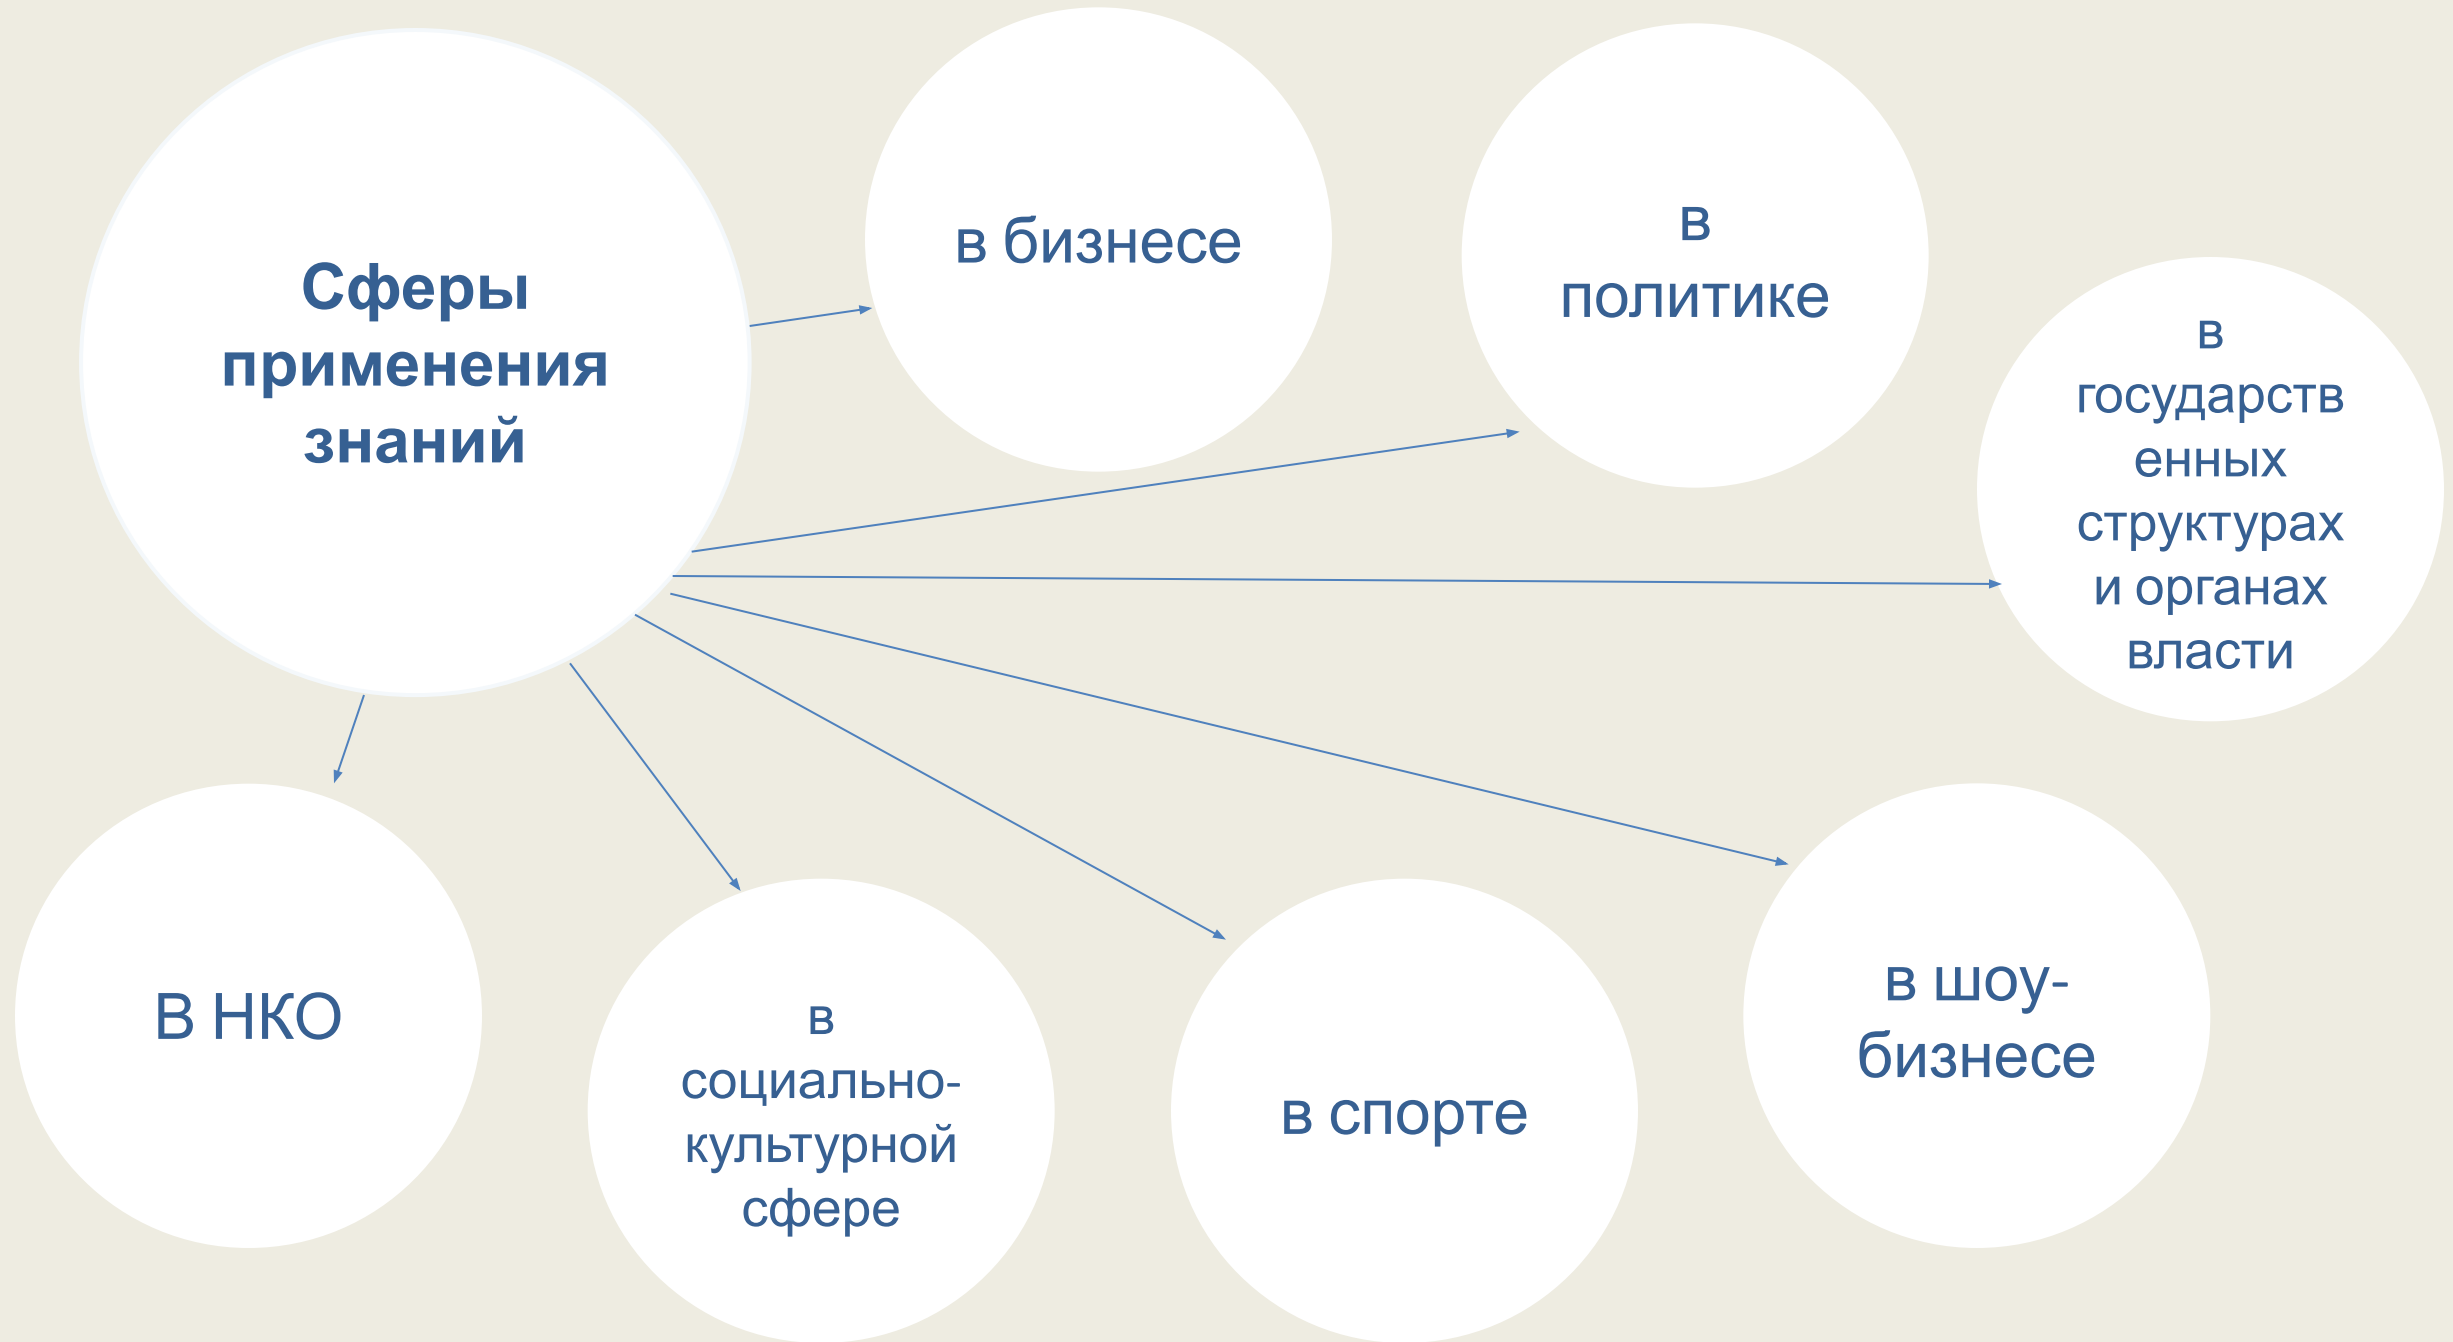 Сферы
применения
знаний
в бизнесе
в
политике
в
государств
енных
структурах
и органах
власти
В НКО
в
социально-
культурной
сфере
в спорте
в шоу-
бизнесе